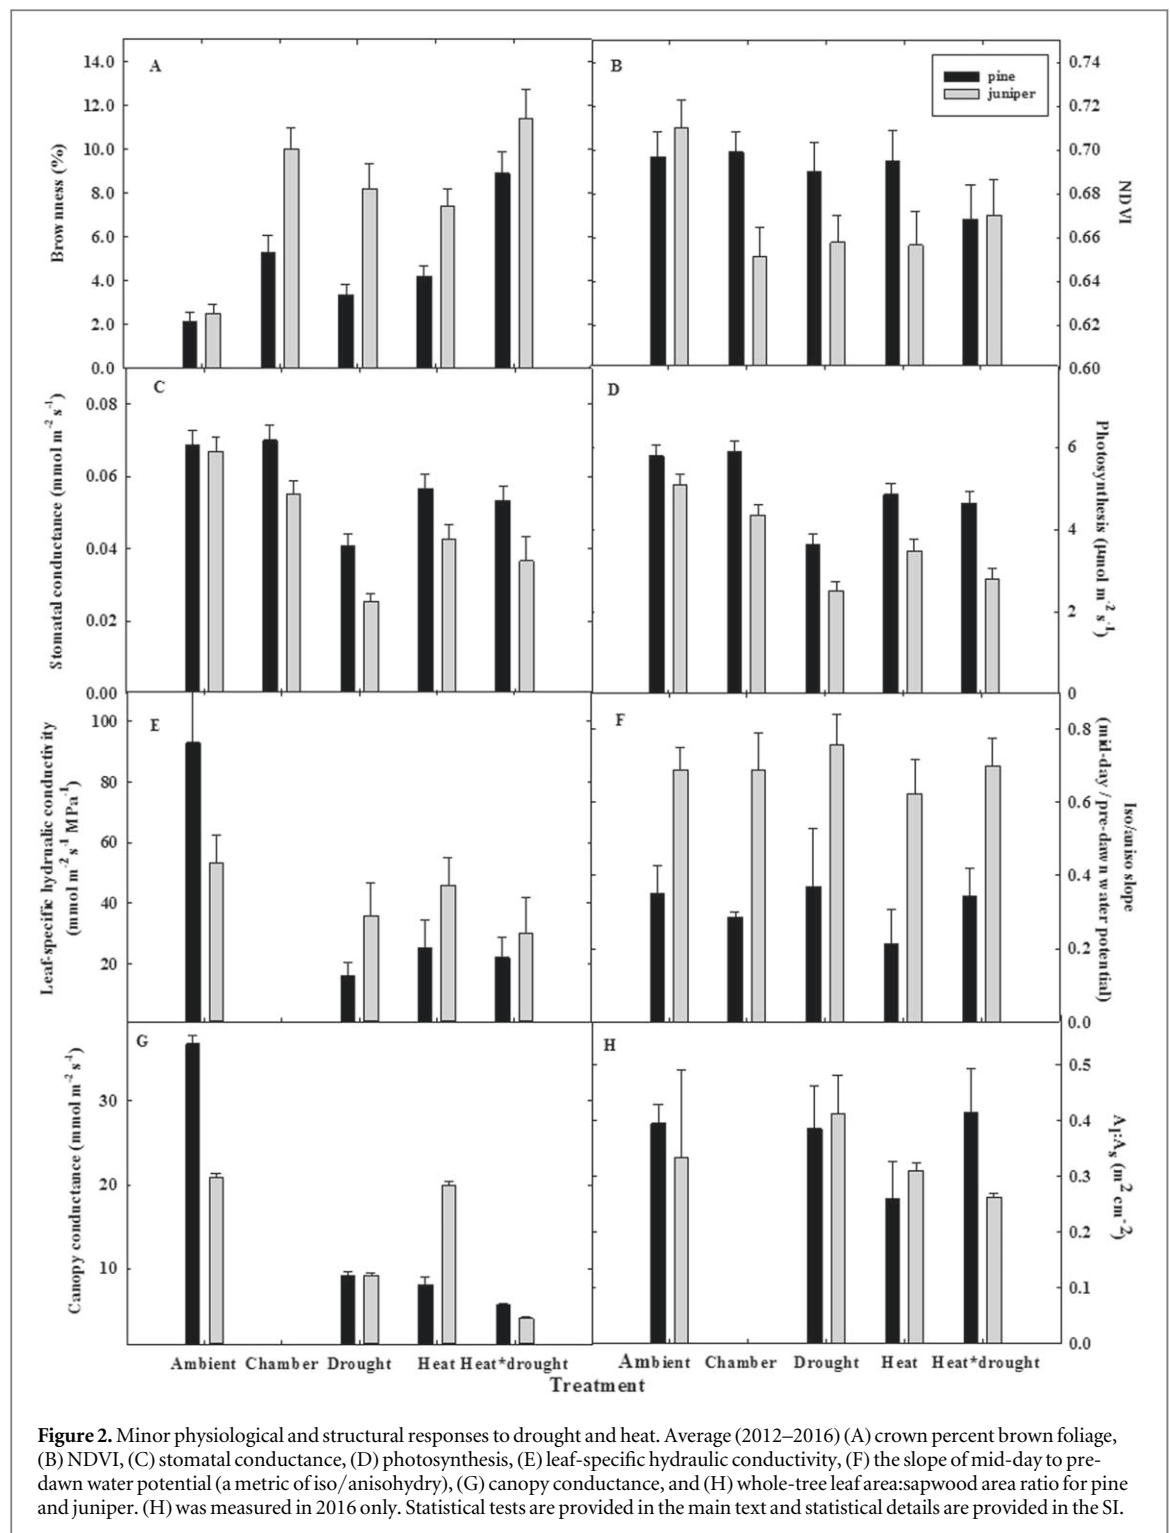 A
14.0
12.0
10.0
8.0
6.0
4.0
2.0
0.0
Brownness (%)
B
pine
juniper
0.74
0.72
0.70
0.68
0.66
0.64
0.62
0.60
NDVI
C
0.08
0.06
0.04
0.02
0.00
Stomatal conductance (mmol m⁻² s⁻¹)
D
6
4
2
0
Photosynthesis (µmol m⁻² s⁻¹)
E
100
80
60
40
20
Leaf-specific hydrualic conductivity
(mmol m⁻² s⁻¹ MPa⁻¹)
F
0.8
0.6
0.4
0.2
0.0
Iso/aniso slope
(mid-day / pre-dawn water potential)
G
30
20
10
Canopy conductance (mmol m⁻² s⁻¹)
H
0.5
0.4
0.3
0.2
0.1
0.0
A_l:A_s (m² cm⁻²)
Ambient Chamber Drought Heat Heat*drought
Ambient Chamber Drought Heat Heat*drought
Treatment
Figure 2. Minor physiological and structural responses to drought and heat. Average (2012–2016) (A) crown percent brown foliage,
(B) NDVI, (C) stomatal conductance, (D) photosynthesis, (E) leaf-specific hydraulic conductivity, (F) the slope of mid-day to pre-
dawn water potential (a metric of iso/anisohydry), (G) canopy conductance, and (H) whole-tree leaf area:sapwood area ratio for pine
and juniper. (H) was measured in 2016 only. Statistical tests are provided in the main text and statistical details are provided in the SI.